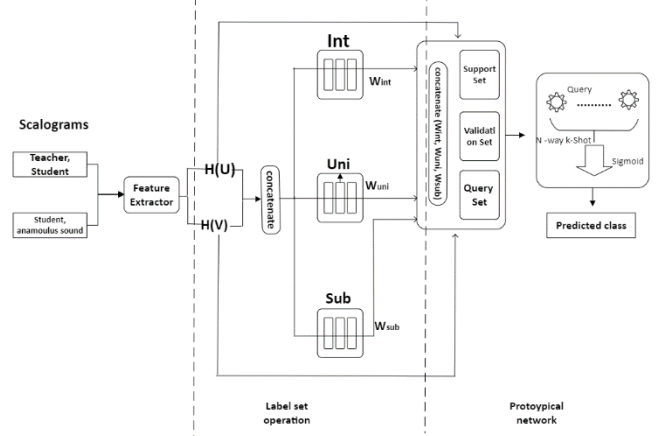 Scalograms
Teacher,
Student
Student,
anamoulus sound
Feature
Extractor
H(U)
H(V)
concatenate
Int
Wint
Uni
Wuni
Sub
Wsub
concatenate (Wint, Wuni, Wsub)
Support
Set
Validati
on Set
Query
Set
Query
N -way k-Shot
Sigmoid
Predicted class
Label set
operation
Protoypical
network